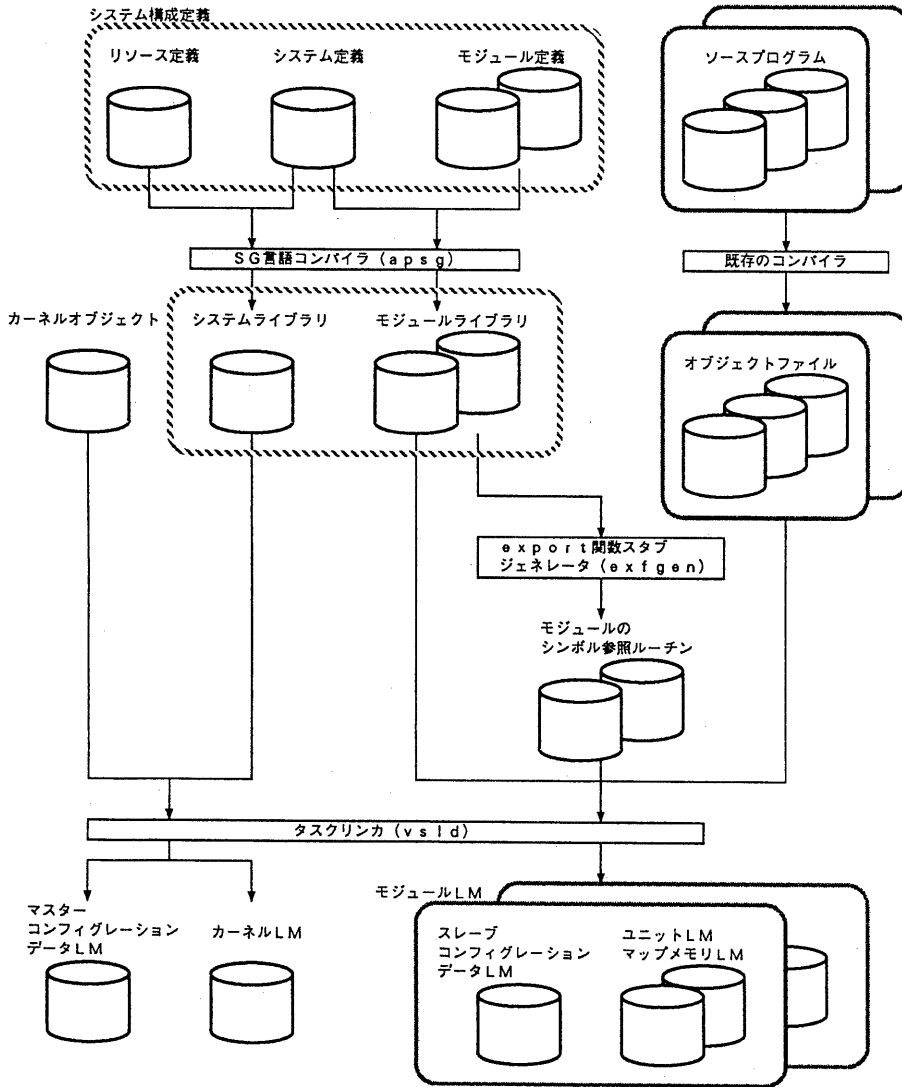 システム構成定義
リソース定義
システム定義
モジュール定義
ソースプログラム
SG言語コンパイラ(apsg)
既存のコンパイラ
カーネルオブジェクト
システムライブラリ
モジュールライブラリ
オブジェクトファイル
export関数スタブ
ジェネレータ(exfgen)
モジュールの
シンボル参照ルーチン
タスクリンカ(vsld)
マスター
コンフィグレーション
データLM
カーネルLM
モジュールLM
スレーブ
コンフィグレーション
データLM
ユニットLM
マップメモリLM